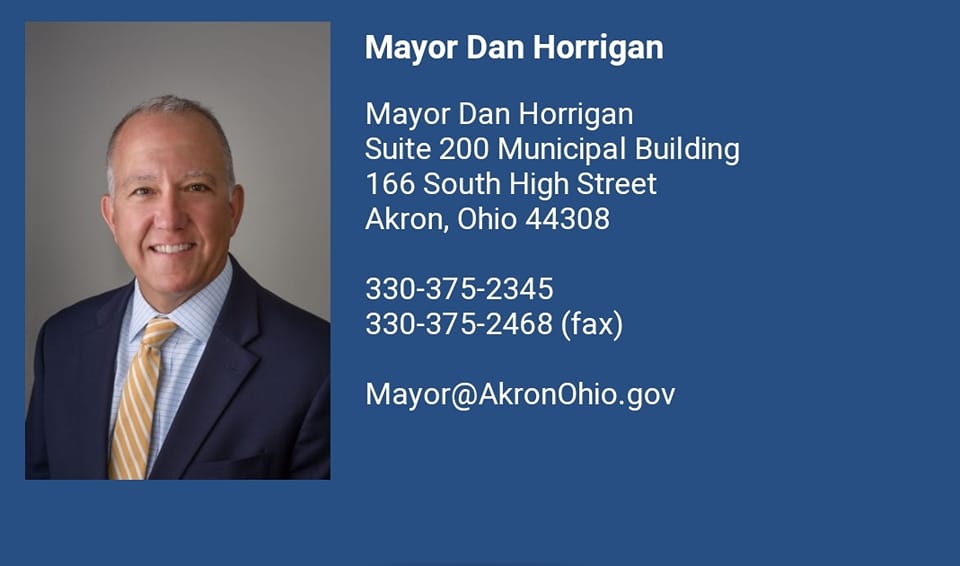 Mayor Dan Horrigan
Mayor Dan Horrigan
Suite 200 Municipal Building
166 South High Street
Akron, Ohio 44308
330-375-2345
330-375-2468 (fax)
Mayor@AkronOhio.gov